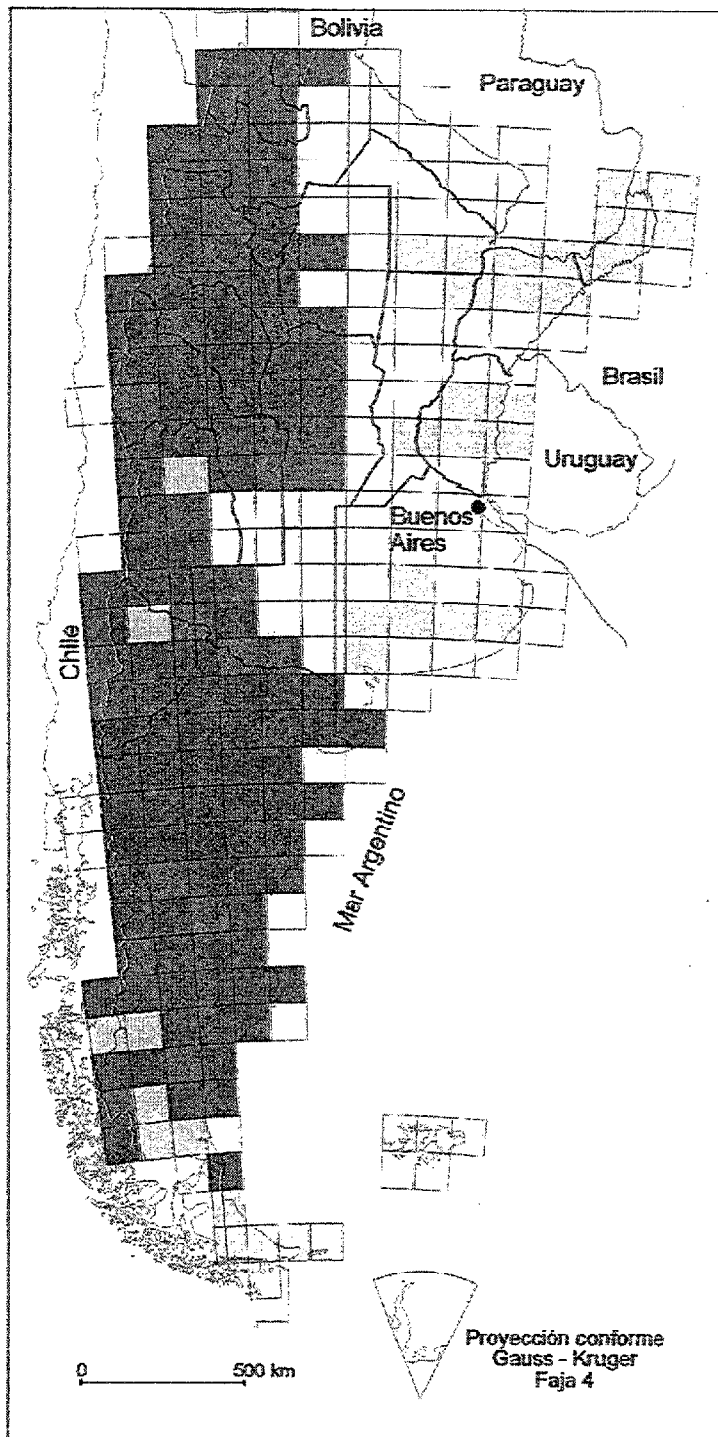 Bolivia
Paraguay
Brasil
Uruguay
Buenos
Aires
Chile
Mar Argentino
Proyección conforme
Gauss - Kruger
Faja 4
0 500 km